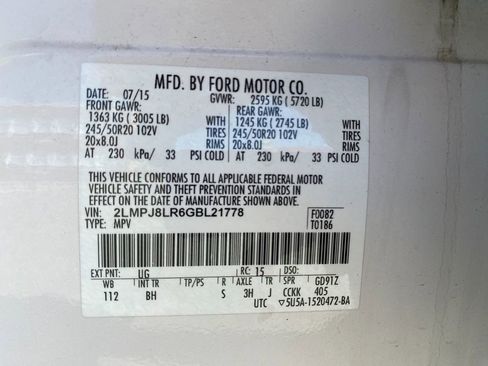 MFD. BY FORD MOTOR CO.
DATE: 07/15 GVWR: 2595 KG ( 5720 LB)
FRONT GAWR: REAR GAWR:
1363 KG ( 3005 LB) WITH 1245 KG ( 2745 LB) WITH
245/50R20 102V TIRES 245/50R20 102V TIRES
20x8.0J RIMS 20x8.0J RIMS
AT 230 kPa/ 33 PSI COLD AT 230 kPa/ 33 PSI COLD
THIS VEHICLE CONFORMS TO ALL APPLICABLE FEDERAL MOTOR
VEHICLE SAFETY AND THEFT PREVENTION STANDARDS IN
EFFECT ON THE DATE OF MANUFACTURE SHOWN ABOVE.
VIN: 2LMPJ8LR6GBL21778 F0082
TYPE: MPV T0186
EXT PNT: UG RC: 15 DSO:
WB INT TR TP/PS R AXLE TR SPR GD91Z
112 BH S 3H J CCKK 405
UTC ▽5U5A-1520472-BA